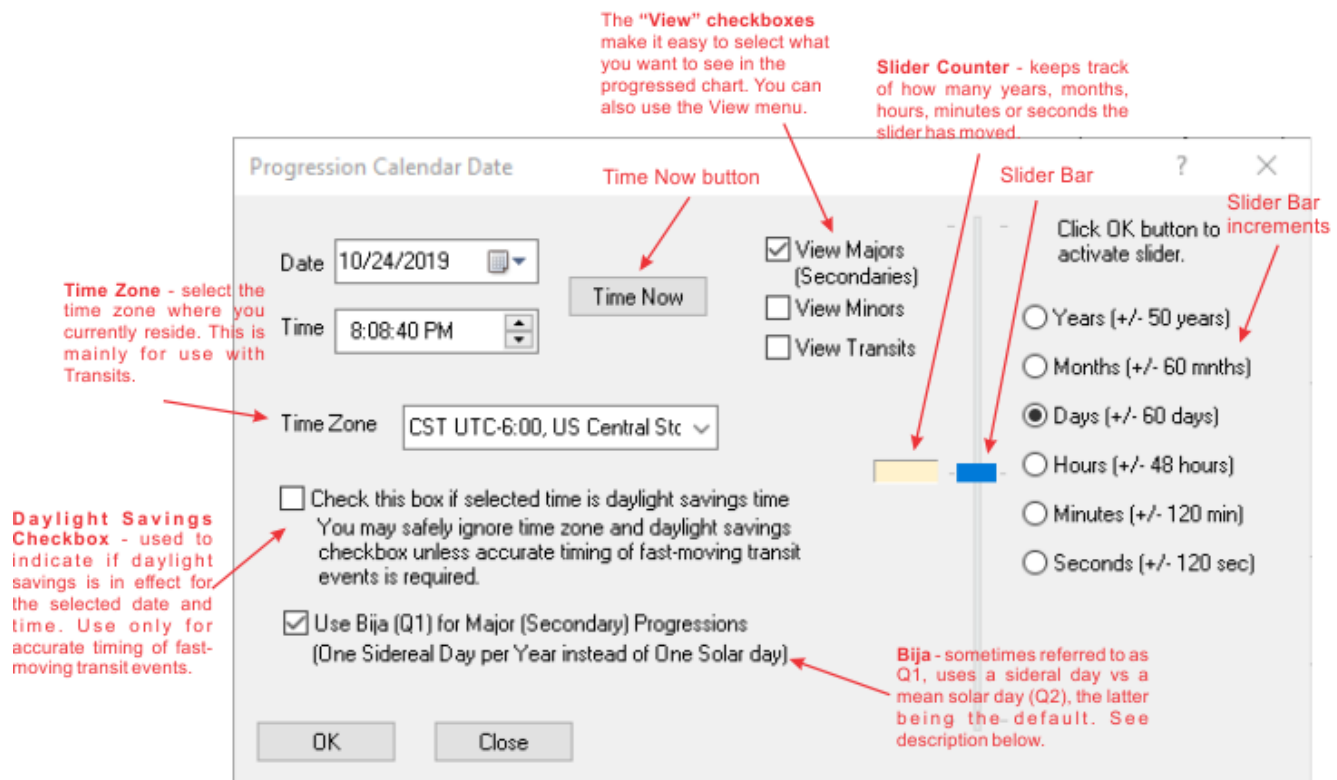 The “View” checkboxes
make it easy to select what
you want to see in the
progressed chart. You can
also use the View menu.
Slider Counter - keeps track
of how many years, months,
hours, minutes or seconds the
slider has moved.
Progression Calendar Date
?
Time Now button
Slider Bar
Slider Bar
increments
Click OK button to
activate slider.
Date 10/24/2019
Time Now
View Majors
(Secondaries)
View Minors
View Transits
Time 8:08:40 PM
Time Zone - select the
time zone where you
currently reside. This is
mainly for use with
Transits.
Years (+/- 50 years)
Months (+/- 60 mnths)
Days (+/- 60 days)
Hours (+/- 48 hours)
Minutes (+/- 120 min)
Seconds (+/- 120 sec)
Time Zone CST UTC-6:00, US Central Stc
Check this box if selected time is daylight savings time
You may safely ignore time zone and daylight savings
checkbox unless accurate timing of fast-moving transit
events is required.
Daylight Savings
Checkbox - used to
indicate if daylight
savings is in effect for
the selected date and
time. Use only for
accurate timing of fast-
moving transit events.
Use Bija (Q1) for Major (Secondary) Progressions
(One Sidereal Day per Year instead of One Solar day)
Bija - sometimes referred to as
Q1, uses a sideral day vs a
mean solar day (Q2), the latter
being the default. See
description below.
OK
Close